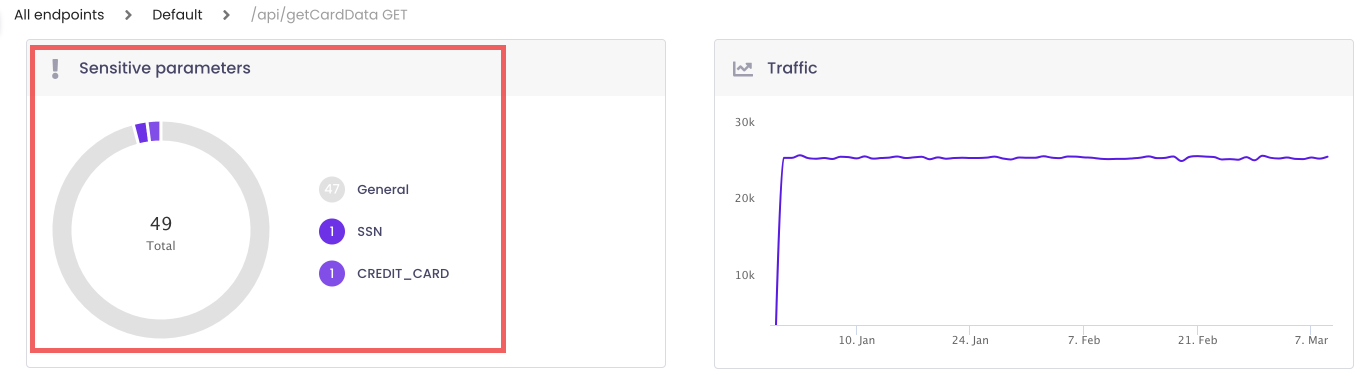 All endpoints > Default > /api/getCardData GET
Sensitive parameters
49
Total
47 General
1 SSN
1 CREDIT_CARD
Traffic
30k
20k
10k
10. Jan 24. Jan 7. Feb 21. Feb 7. Mar